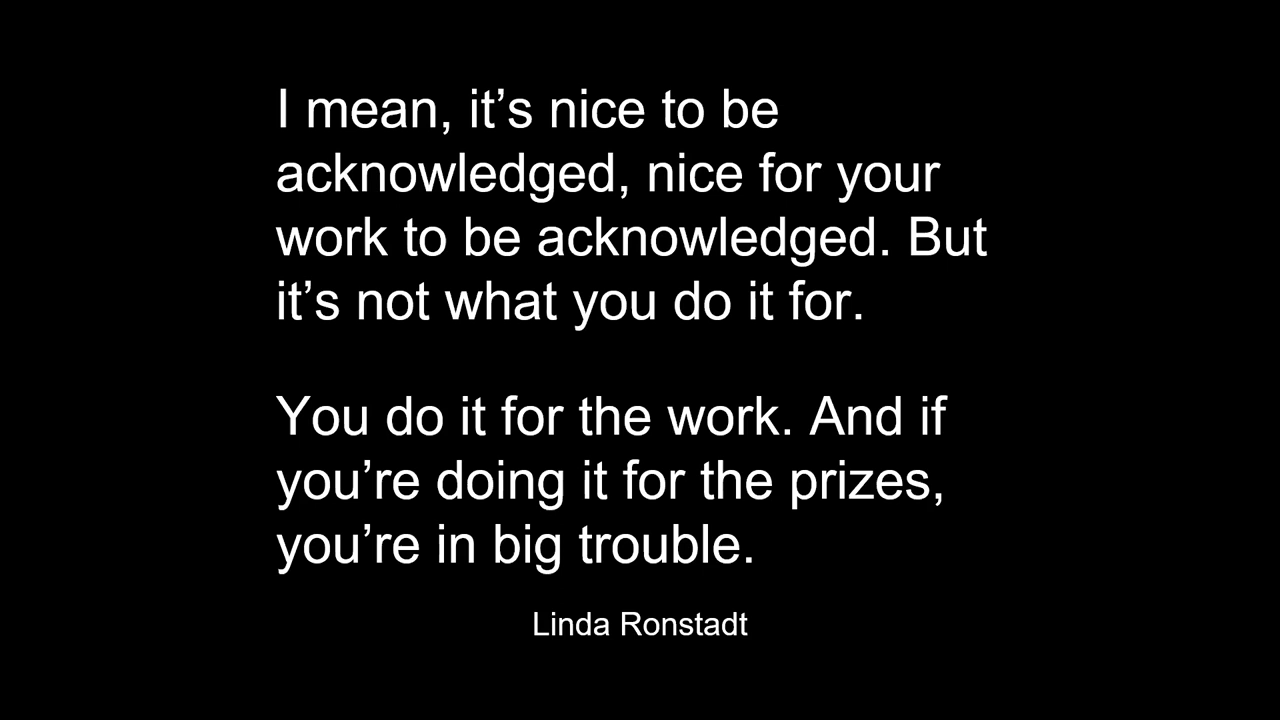 I mean, it’s nice to be
acknowledged, nice for your
work to be acknowledged. But
it’s not what you do it for.
You do it for the work. And if
you’re doing it for the prizes,
you’re in big trouble.
Linda Ronstadt